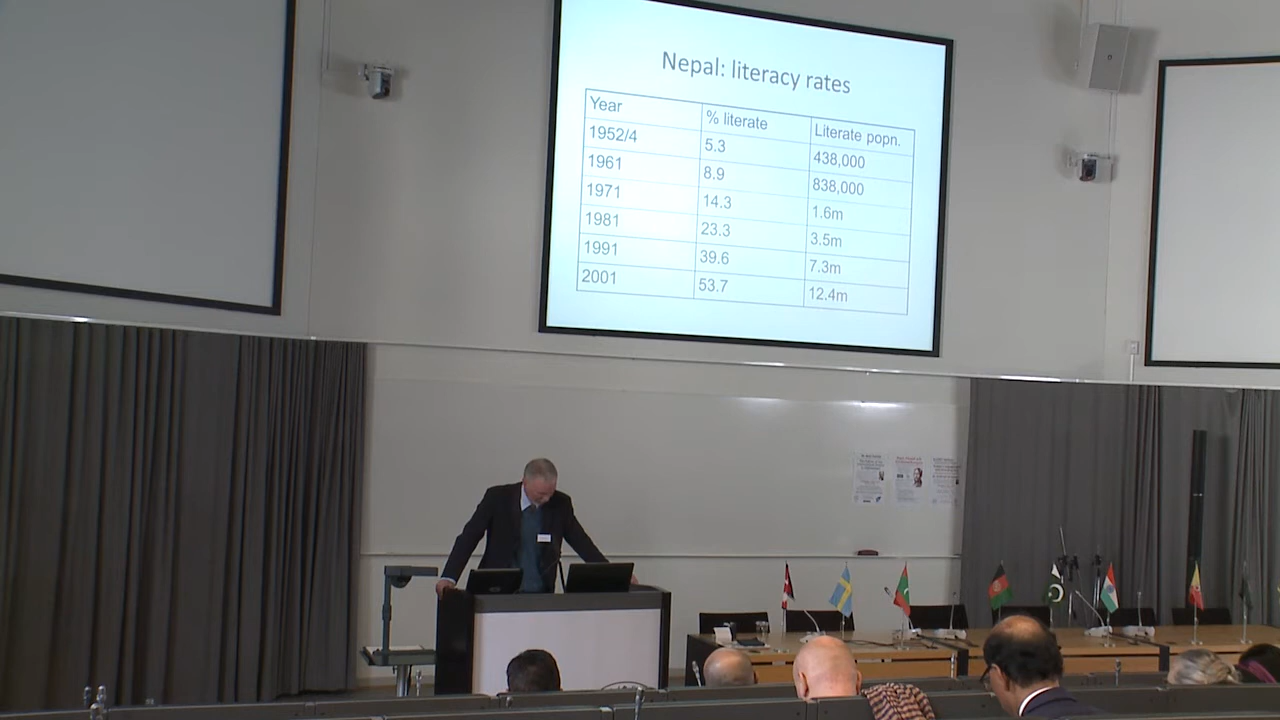 Nepal: literacy rates
Year % literate Literate popn.
1952/4 5.3 438,000
1961 8.9 838,000
1971 14.3 1.6m
1981 23.3 3.5m
1991 39.6 7.3m
2001 53.7 12.4m